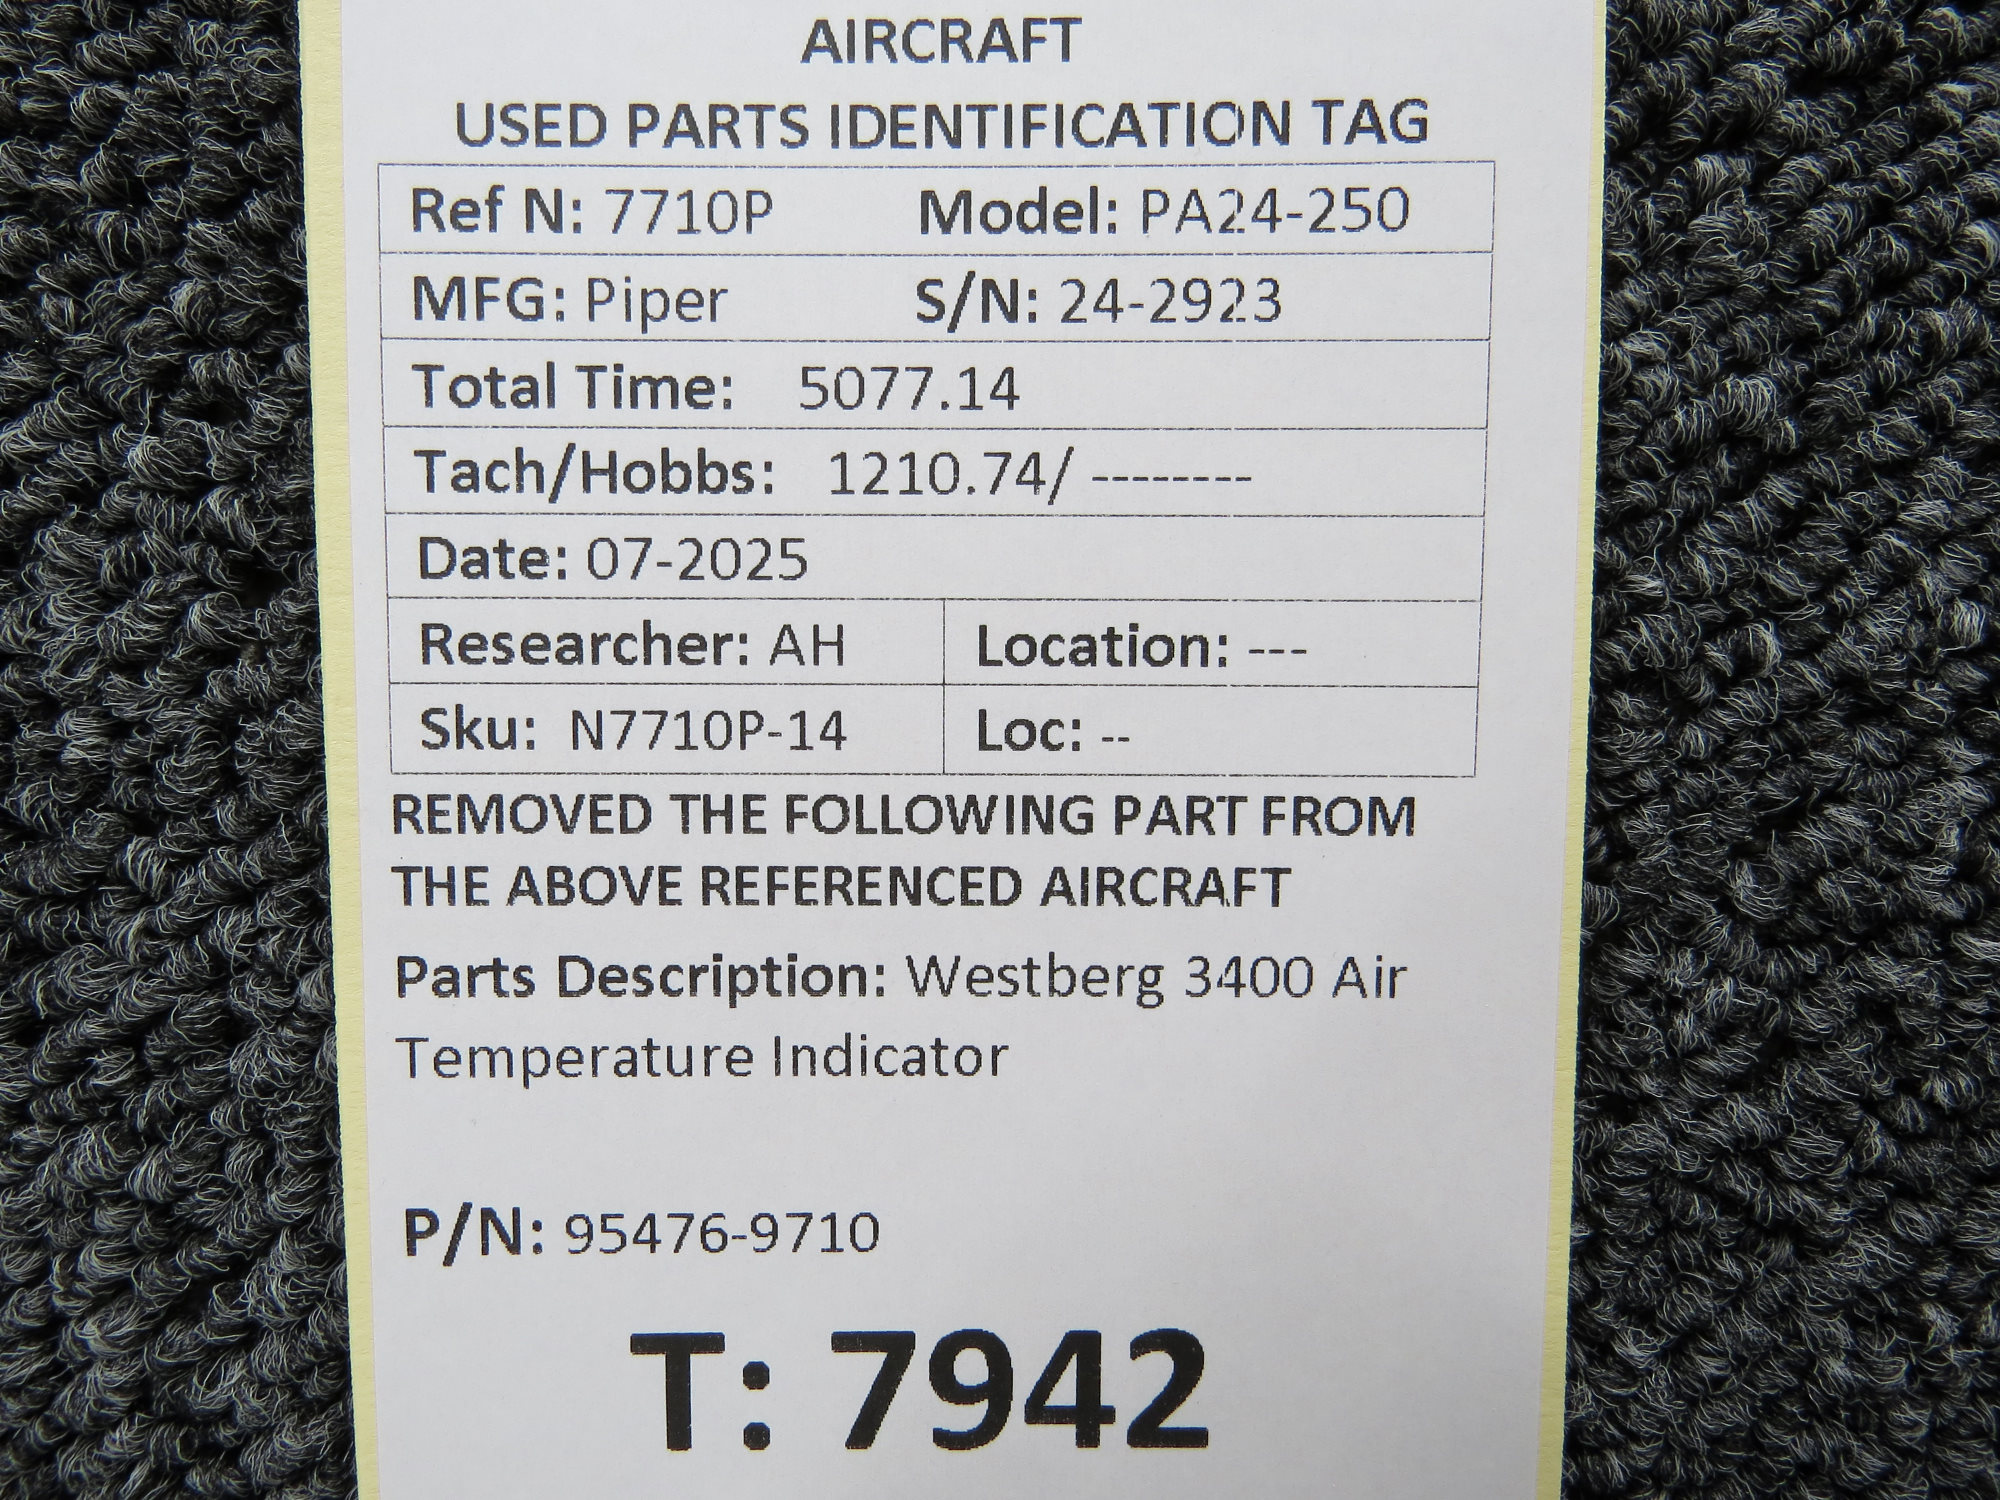 AIRCRAFT
USED PARTS IDENTIFICATION TAG
Ref N: 7710P Model: PA24-250
MFG: Piper S/N: 24-2923
Total Time: 5077.14
Tach/Hobbs: 1210.74/ --------
Date: 07-2025
Researcher: AH Location: ---
Sku: N7710P-14 Loc: --
REMOVED THE FOLLOWING PART FROM
THE ABOVE REFERENCED AIRCRAFT
Parts Description: Westberg 3400 Air
Temperature Indicator
P/N: 95476-9710
T: 7942